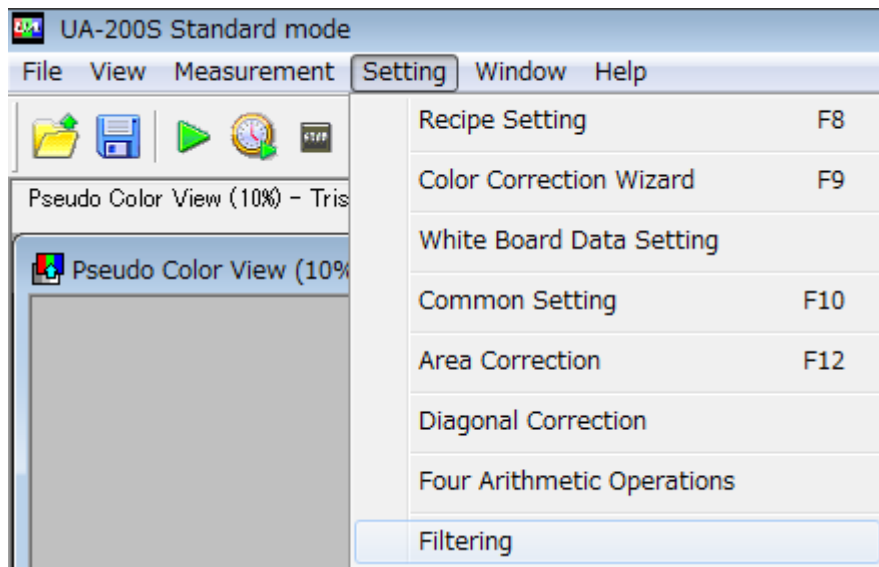 UA-200S Standard mode
File View Measurement Setting Window Help
STOP
Pseudo Color View (10%) - Tris
Pseudo Color View (10%
Recipe Setting F8
Color Correction Wizard F9
White Board Data Setting
Common Setting F10
Area Correction F12
Diagonal Correction
Four Arithmetic Operations
Filtering